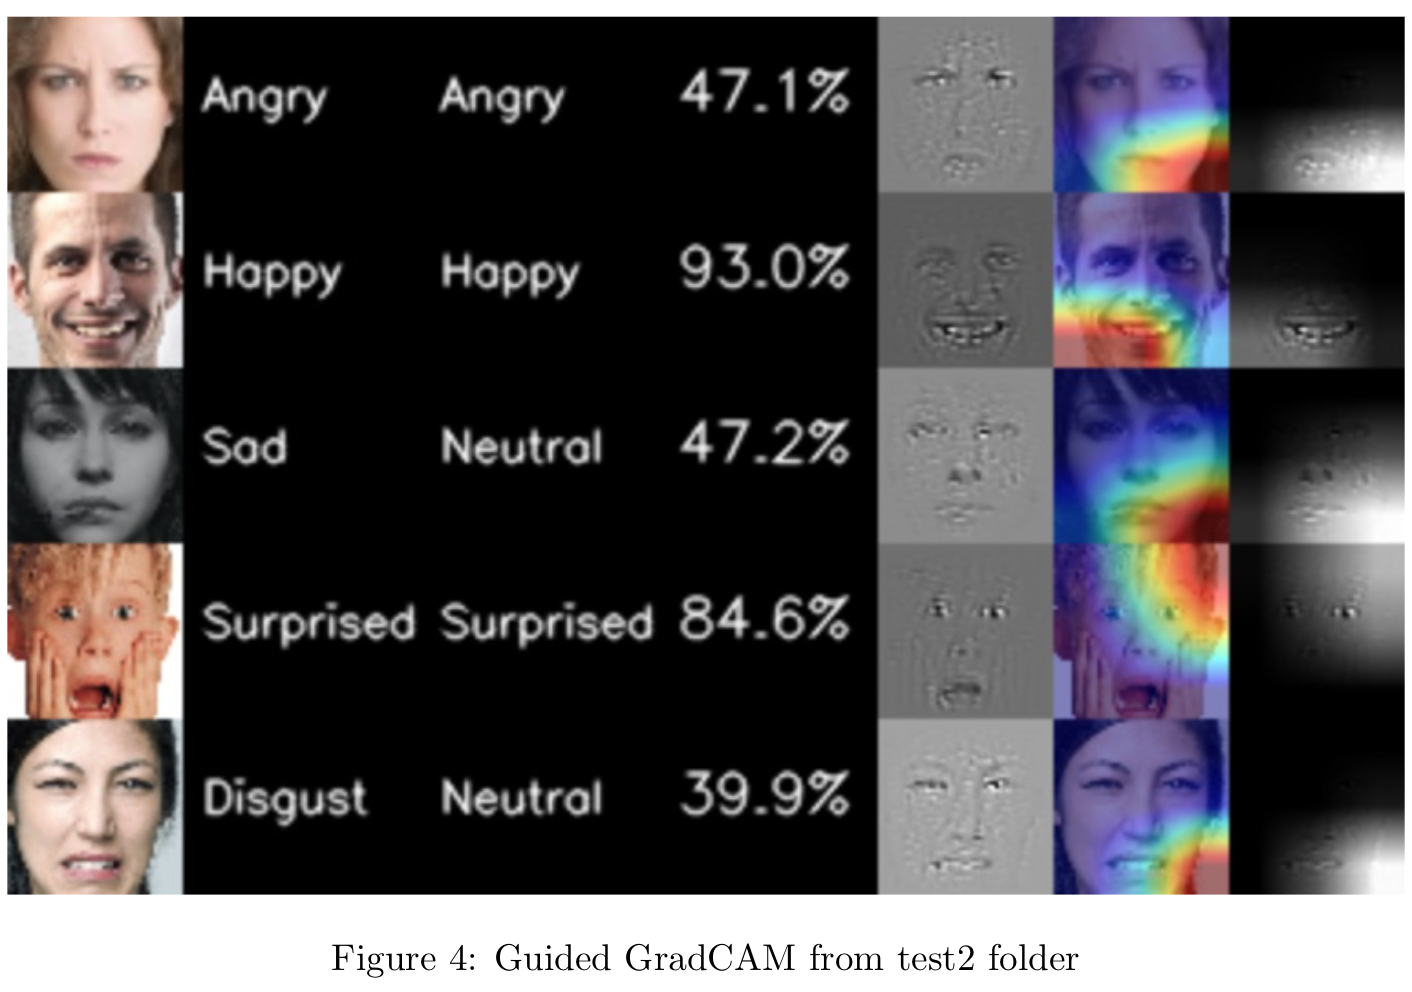 Angry Angry 47.1%
Happy Happy 93.0%
Sad Neutral 47.2%
Surprised Surprised 84.6%
Disgust Neutral 39.9%
Figure 4: Guided GradCAM from test2 folder